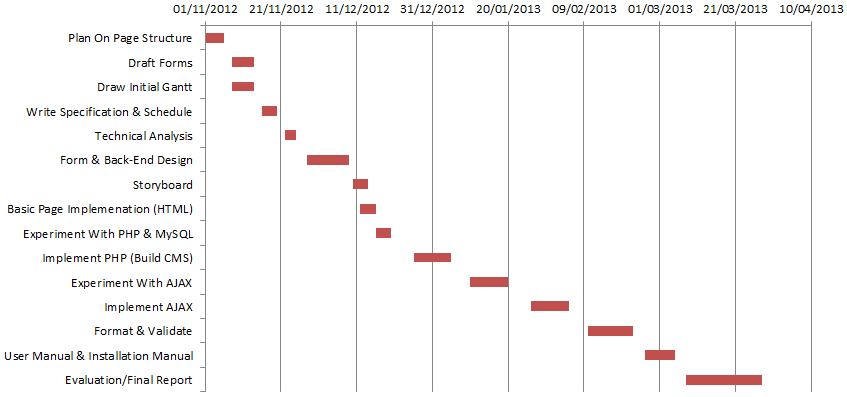 01/11/2012 21/11/2012 11/12/2012 31/12/2012 20/01/2013 09/02/2013 01/03/2013 21/03/2013 10/04/2013
Plan On Page Structure
Draft Forms
Draw Initial Gantt
Write Specification & Schedule
Technical Analysis
Form & Back-End Design
Storyboard
Basic Page Implemenation (HTML)
Experiment With PHP & MySQL
Implement PHP (Build CMS)
Experiment With AJAX
Implement AJAX
Format & Validate
User Manual & Installation Manual
Evaluation/Final Report